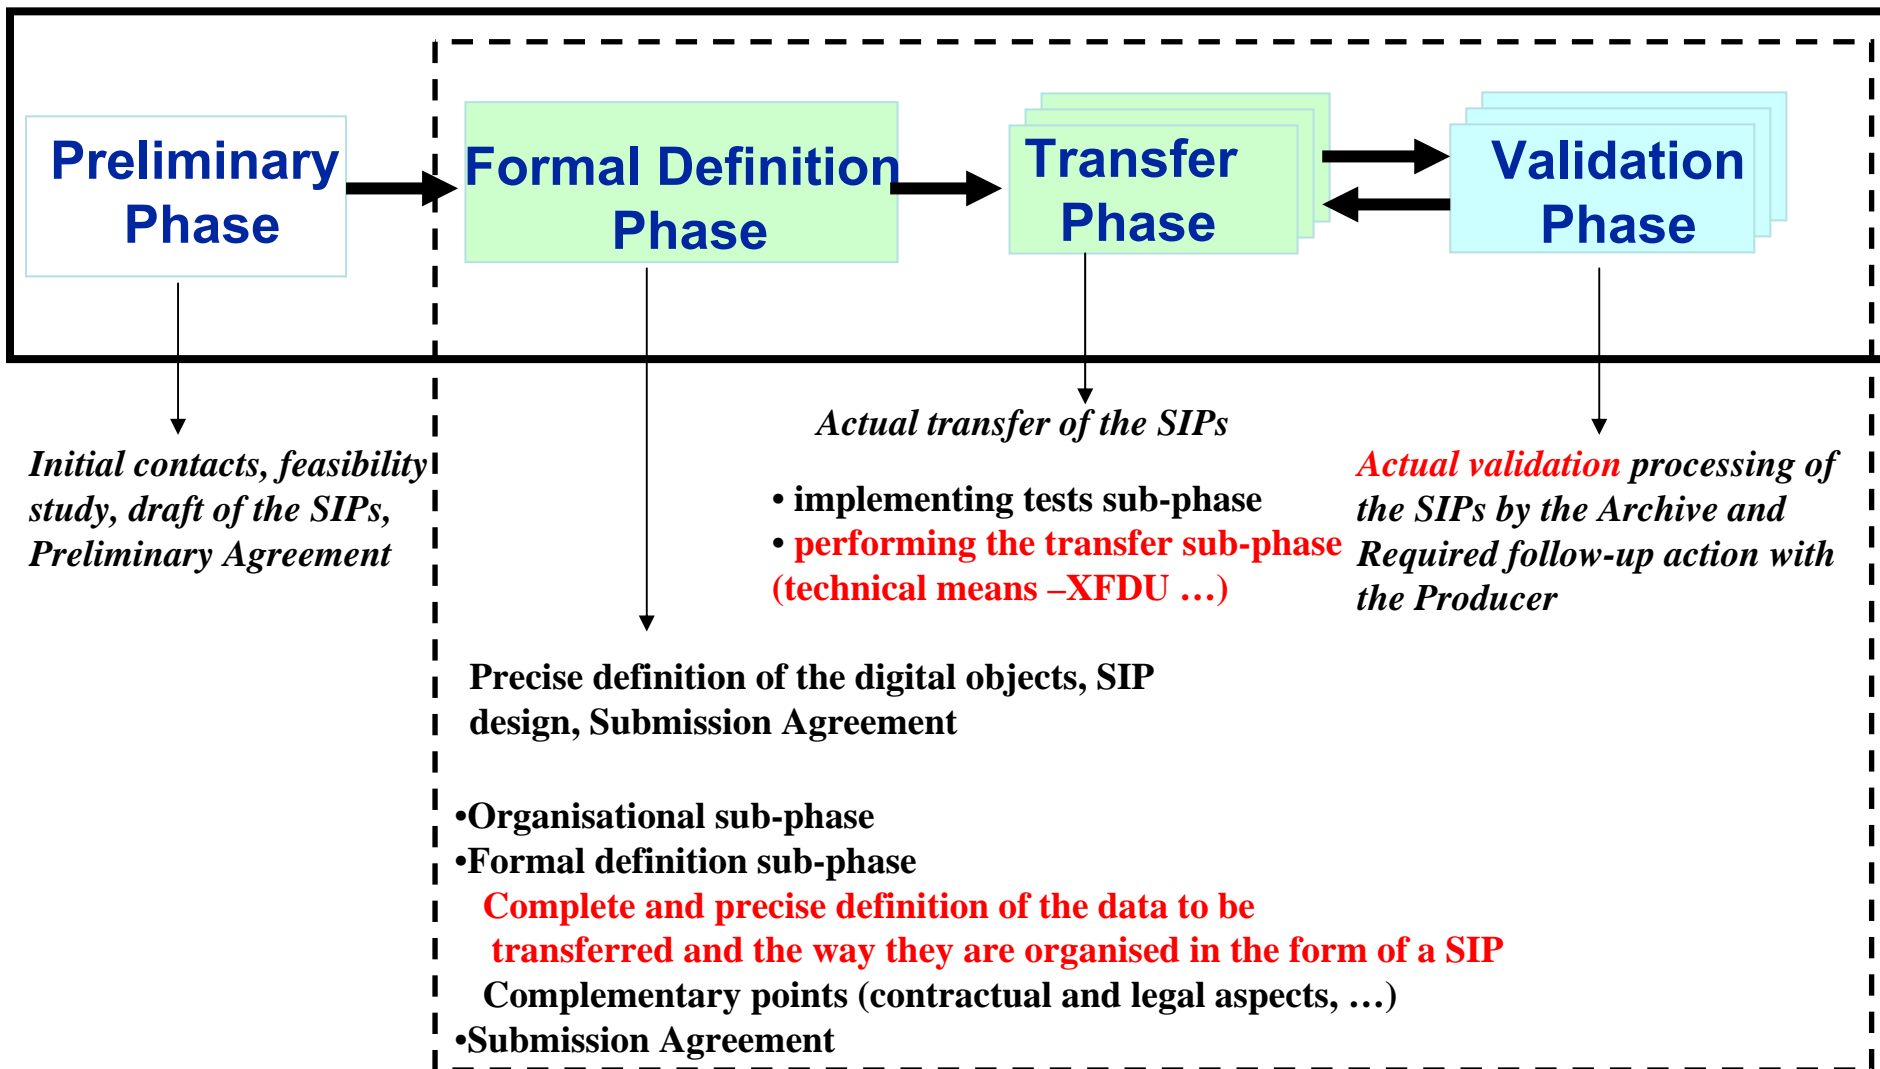 Preliminary
Phase
Formal Definition
Phase
Transfer
Phase
Validation
Phase
Initial contacts, feasibility
study, draft of the SIPs,
Preliminary Agreement
Actual transfer of the SIPs
• implementing tests sub-phase
• performing the transfer sub-phase
(technical means –XFDU …)
Actual validation processing of
the SIPs by the Archive and
Required follow-up action with
the Producer
Precise definition of the digital objects, SIP
design, Submission Agreement
•Organisational sub-phase
•Formal definition sub-phase
Complete and precise definition of the data to be
transferred and the way they are organised in the form of a SIP
Complementary points (contractual and legal aspects, …)
•Submission Agreement